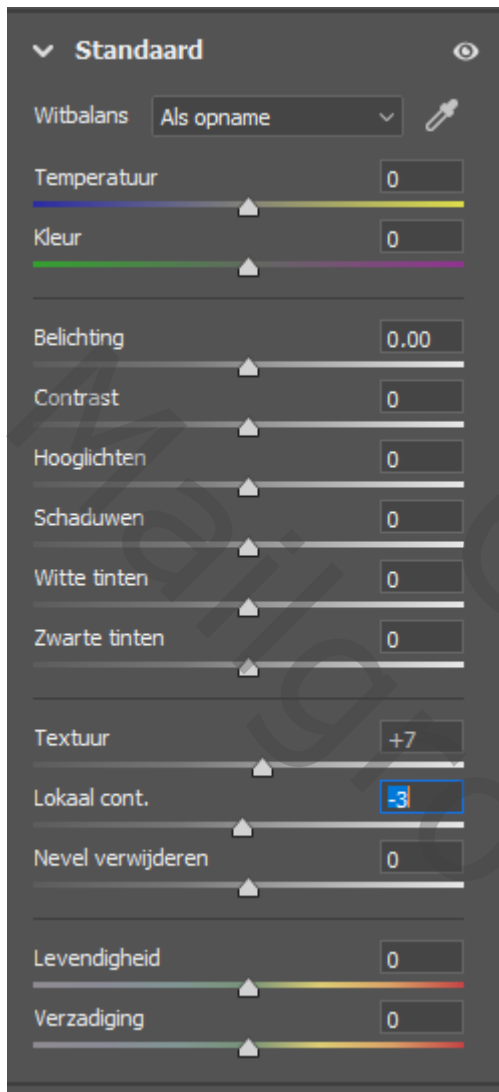 Standaard
Witbalans Als opname
Temperatuur 0
Kleur 0
Belichting 0.00
Contrast 0
Hooglichten 0
Schaduwen 0
Witte tinten 0
Zwarte tinten 0
Textuur +7
Lokaal cont. -3
Nevel verwijderen 0
Levendigheid 0
Verzadiging 0